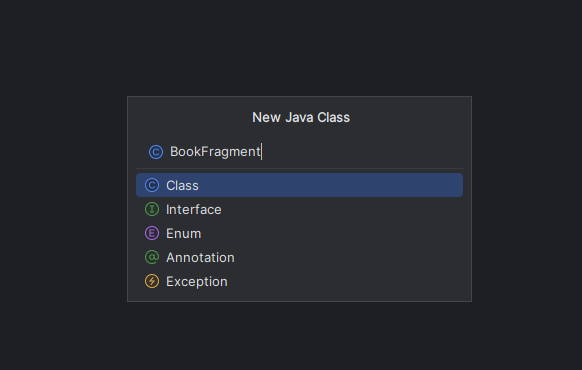 New Java Class
C BookFragment
C Class
I Interface
E Enum
@ Annotation
Exception